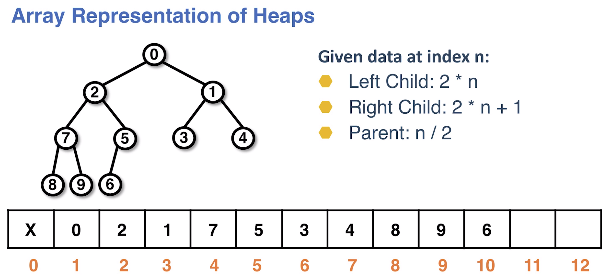 Array Representation of Heaps
0
2 1
7 5 3 4
8 9 6
Given data at index n:
Left Child: 2 * n
Right Child: 2 * n + 1
Parent: n / 2
X 0 2 1 7 5 3 4 8 9 6
0 1 2 3 4 5 6 7 8 9 10 11 12